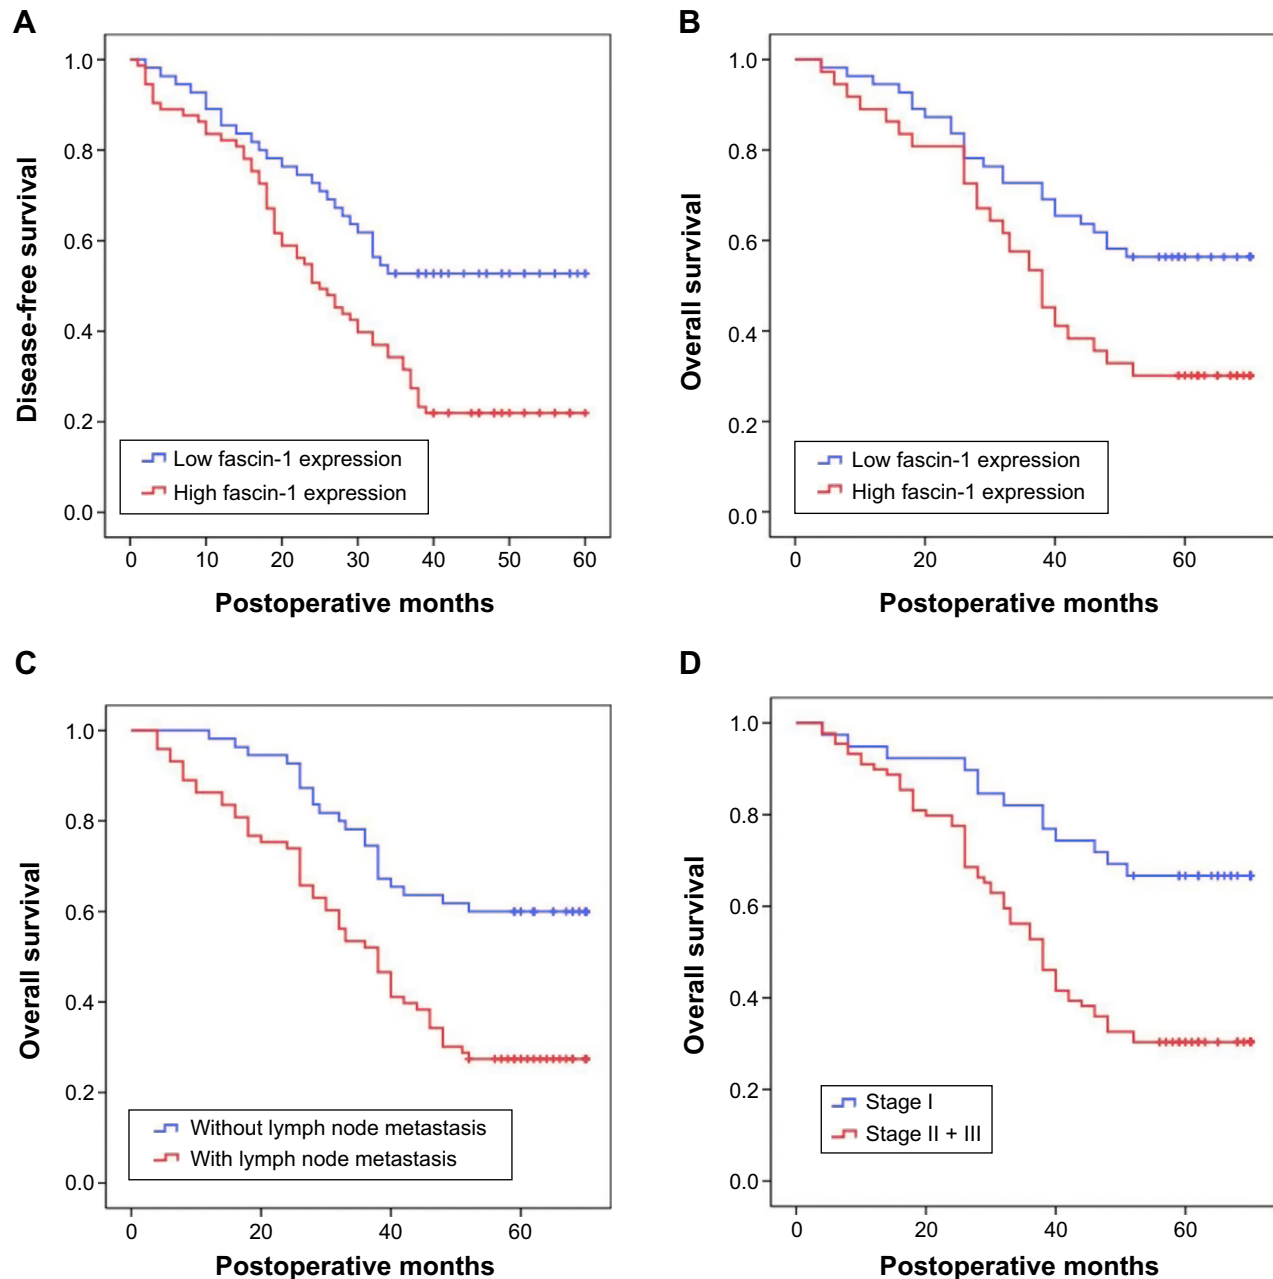 A
1.0
0.8
0.6
0.4
0.2
0.0
Disease-free survival
Low fascin-1 expression
High fascin-1 expression
0 10 20 30 40 50 60
Postoperative months
B
1.0
0.8
0.6
0.4
0.2
0.0
Overall survival
Low fascin-1 expression
High fascin-1 expression
0 20 40 60
Postoperative months
C
1.0
0.8
0.6
0.4
0.2
0.0
Overall survival
Without lymph node metastasis
With lymph node metastasis
0 20 40 60
Postoperative months
D
1.0
0.8
0.6
0.4
0.2
0.0
Overall survival
Stage I
Stage II + III
0 20 40 60
Postoperative months